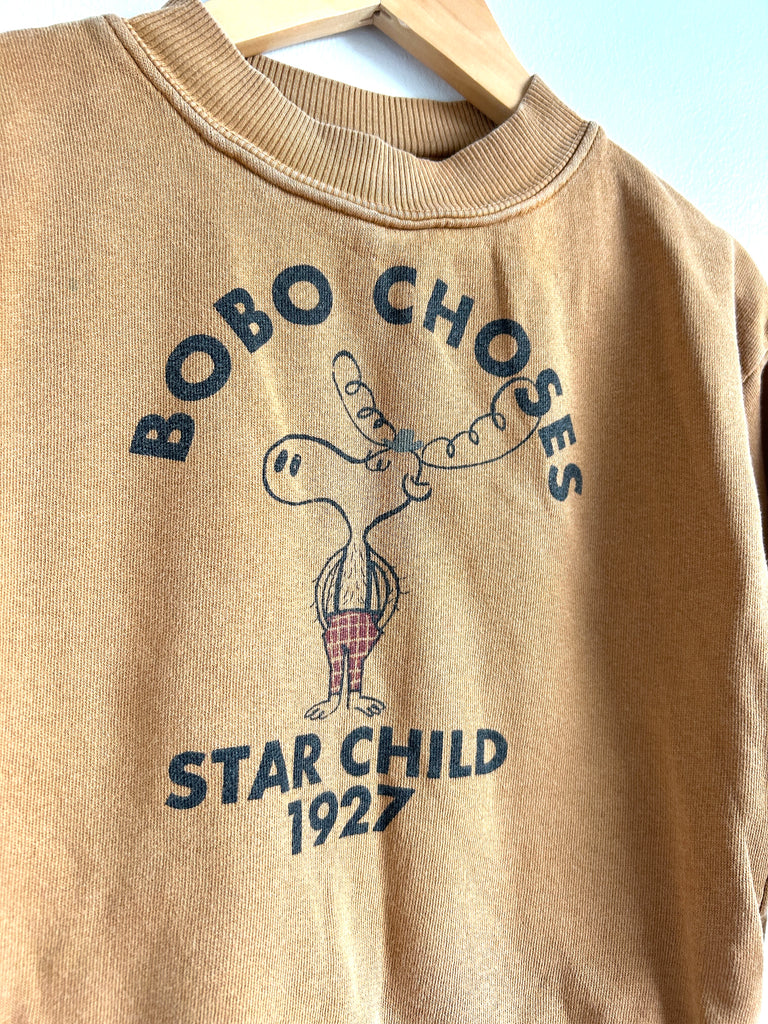 BOBO CHOSES
STAR CHILD
1927